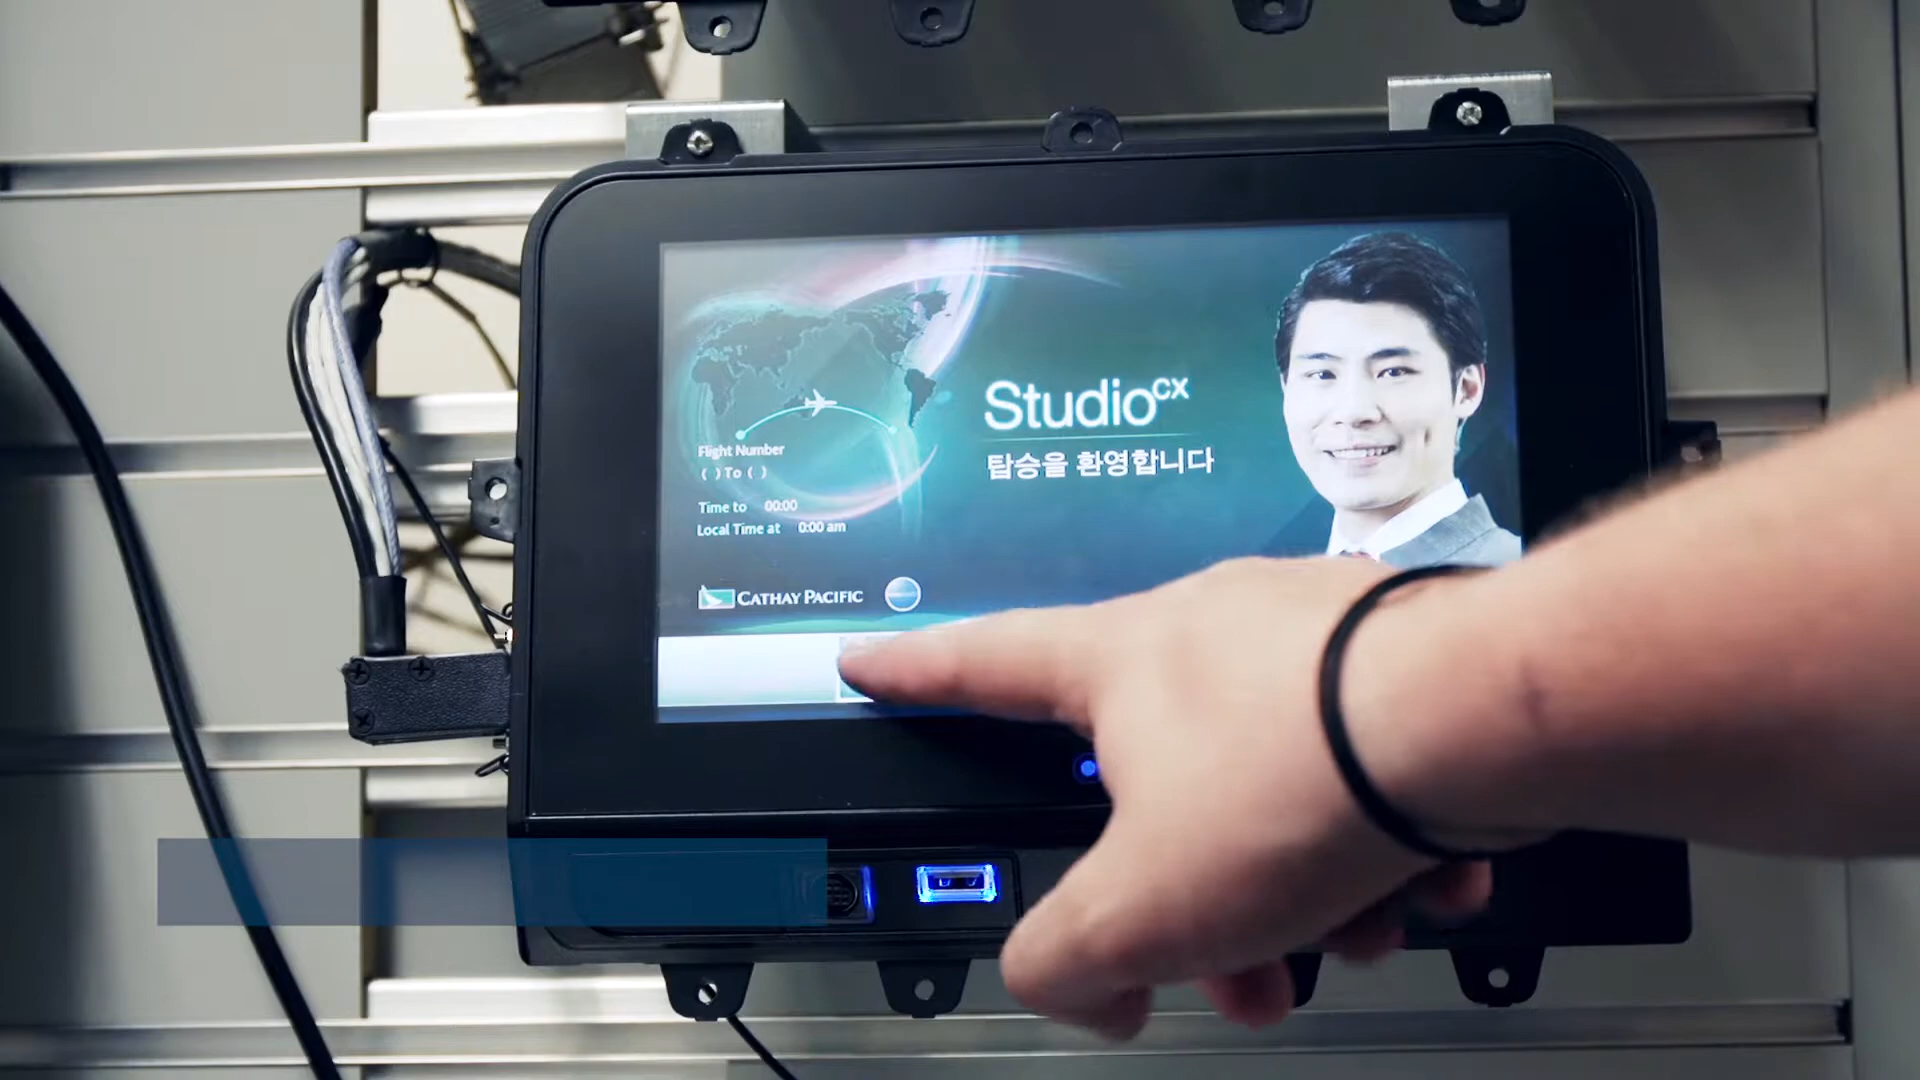 Studio CX
탑승을 환영합니다
Flight Number
( ) To ( )
Time to 00:00
Local Time at 0:00 am
CATHAY PACIFIC